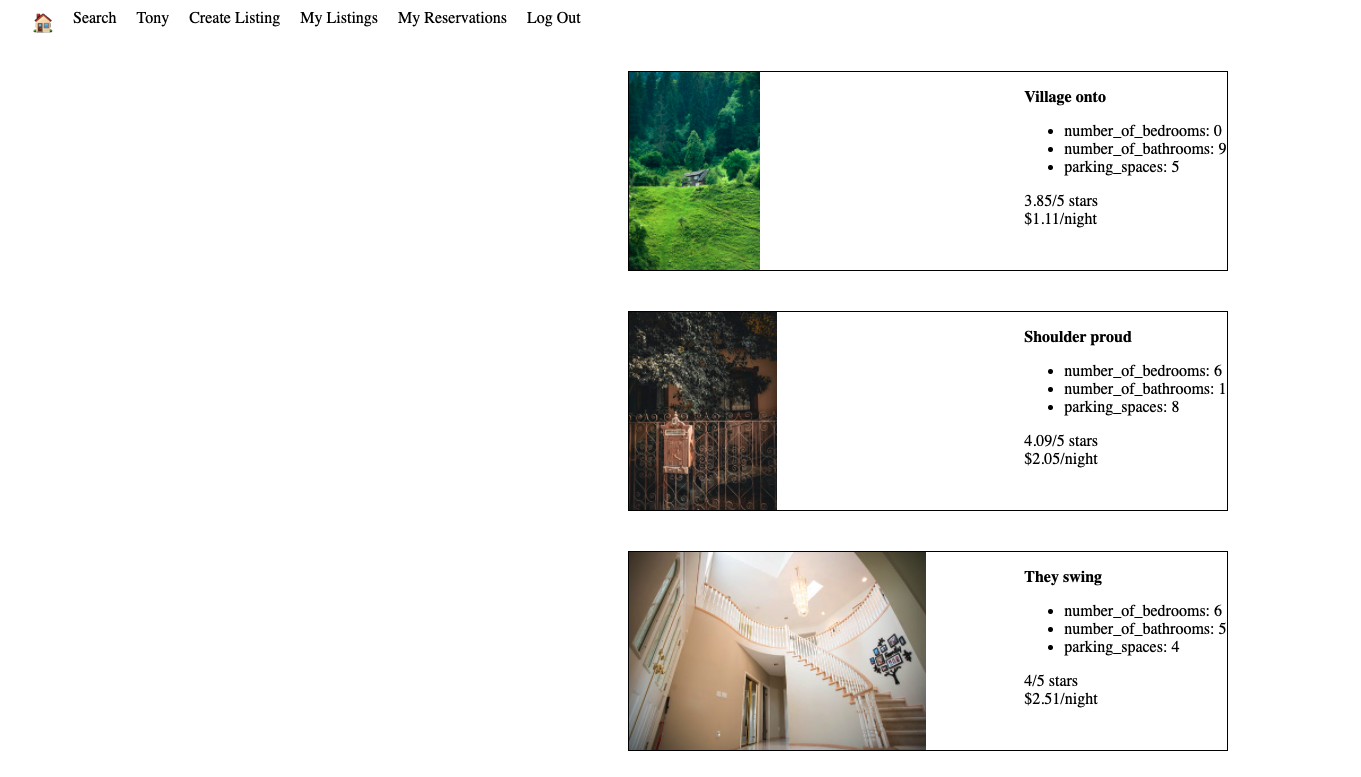 Search Tony Create Listing My Listings My Reservations Log Out
Village onto
number_of_bedrooms: 0
number_of_bathrooms: 9
parking_spaces: 5
3.85/5 stars
$1.11/night
Shoulder proud
number_of_bedrooms: 6
number_of_bathrooms: 1
parking_spaces: 8
4.09/5 stars
$2.05/night
They swing
number_of_bedrooms: 6
number_of_bathrooms: 5
parking_spaces: 4
4/5 stars
$2.51/night